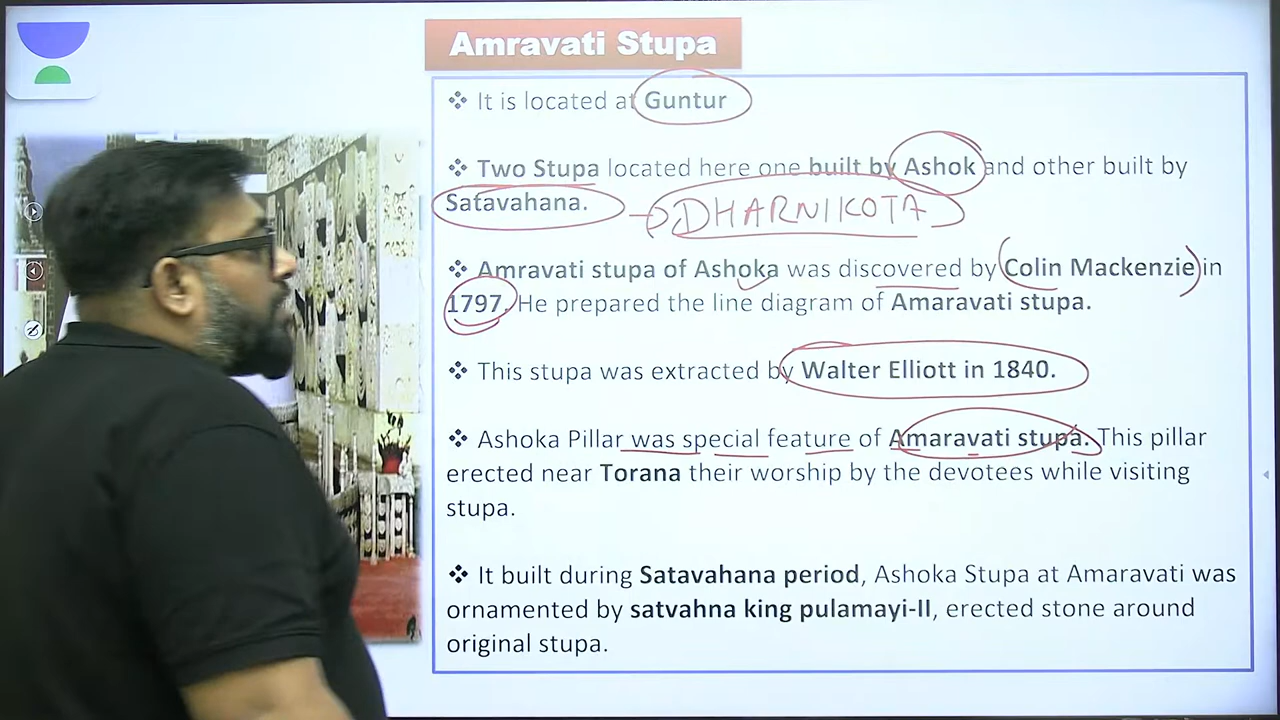 Amravati Stupa
❖ It is located at Guntur
❖ Two Stupa located here one built by Ashok and other built by
Satavahana. → DHARNIKOTA
❖ Amravati stupa of Ashoka was discovered by Colin Mackenzie in
1797. He prepared the line diagram of Amaravati stupa.
❖ This stupa was extracted by Walter Elliott in 1840.
❖ Ashoka Pillar was special feature of Amaravati stupa. This pillar
erected near Torana their worship by the devotees while visiting
stupa.
❖ It built during Satavahana period, Ashoka Stupa at Amaravati was
ornamented by satvahna king pulamayi-II, erected stone around
original stupa.